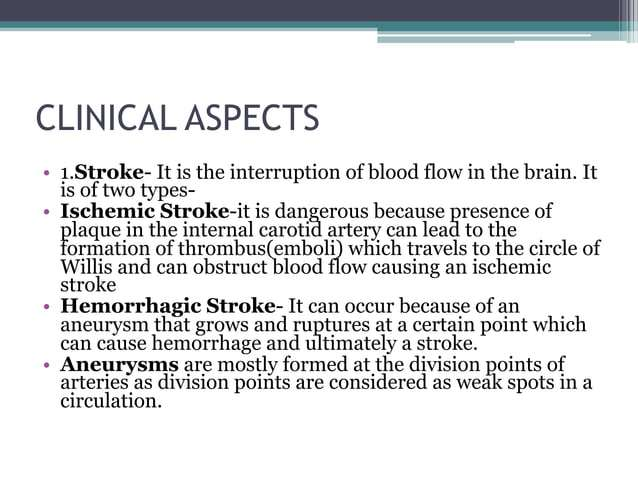 CLINICAL ASPECTS
• 1.Stroke- It is the interruption of blood flow in the brain. It
is of two types-
• Ischemic Stroke-it is dangerous because presence of
plaque in the internal carotid artery can lead to the
formation of thrombus(emboli) which travels to the circle of
Willis and can obstruct blood flow causing an ischemic
stroke
• Hemorrhagic Stroke- It can occur because of an
aneurysm that grows and ruptures at a certain point which
can cause hemorrhage and ultimately a stroke.
• Aneurysms are mostly formed at the division points of
arteries as division points are considered as weak spots in a
circulation.